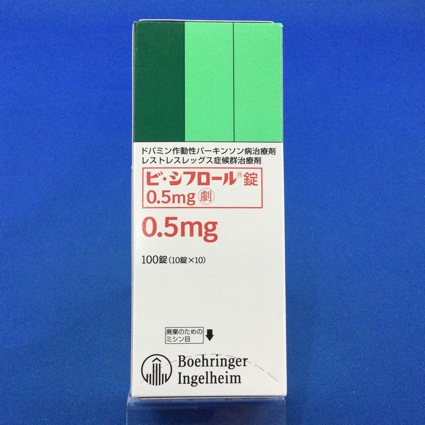 ドパミン作動性パーキンソン病治療剤
レストレスレッグス症候群治療剤
ビ・シフロール®錠
0.5mg 劇
0.5mg
100錠(10錠×10)
廃棄のための
ミシン目
Boehringer
Ingelheim